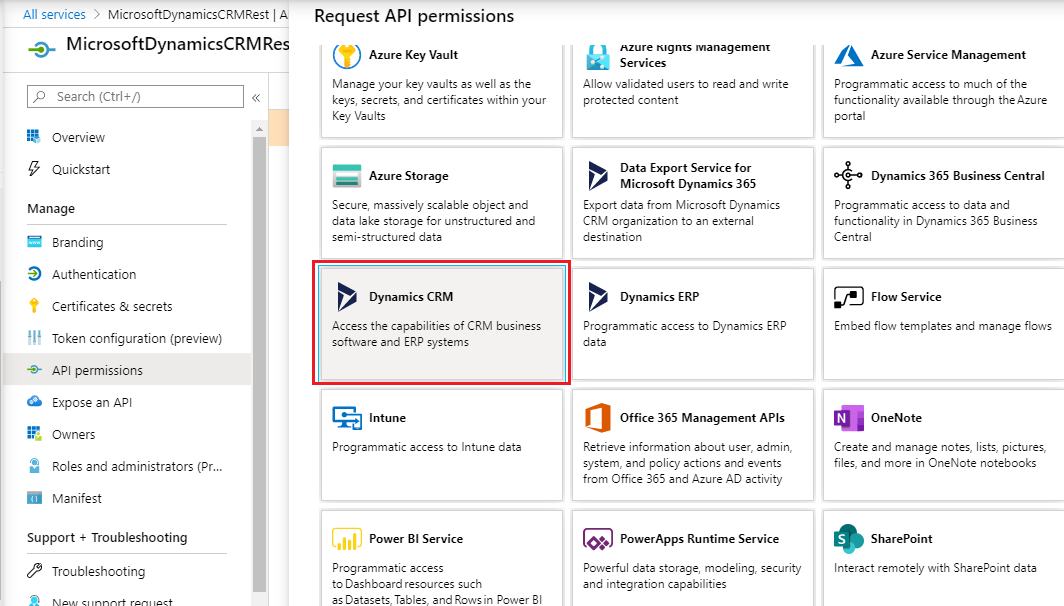 All services > MicrosoftDynamicsCRMRest | A
MicrosoftDynamicsCRMRes
Search (Ctrl+/)
«
Overview
Quickstart
Manage
Branding
Authentication
Certificates & secrets
Token configuration (preview)
API permissions
Expose an API
Owners
Roles and administrators (Pr...
Manifest
Support + Troubleshooting
Troubleshooting
New support request
Request API permissions
Azure Key Vault
Manage your key vaults as well as the
keys, secrets, and certificates within your
Key Vaults
Azure Rights Management
Services
Allow validated users to read and write
protected content
Azure Service Management
Programmatic access to much of the
functionality available through the Azure
portal
Azure Storage
Secure, massively scalable object and
data lake storage for unstructured and
semi-structured data
Data Export Service for
Microsoft Dynamics 365
Export data from Microsoft Dynamics
CRM organization to an external
destination
Dynamics 365 Business Central
Programmatic access to data and
functionality in Dynamics 365 Business
Central
Dynamics CRM
Access the capabilities of CRM business
software and ERP systems
Dynamics ERP
Programmatic access to Dynamics ERP
data
Flow Service
Embed flow templates and manage flows
Intune
Programmatic access to Intune data
Office 365 Management APIs
Retrieve information about user, admin,
system, and policy actions and events
from Office 365 and Azure AD activity
N
OneNote
Create and manage notes, lists, pictures,
files, and more in OneNote notebooks
Power BI Service
Programmatic access
to Dashboard resources such
as Datasets, Tables, and Rows in Power BI
PowerApps Runtime Service
Powerful data storage, modeling, security
and integration capabilities
S
SharePoint
Interact remotely with SharePoint data